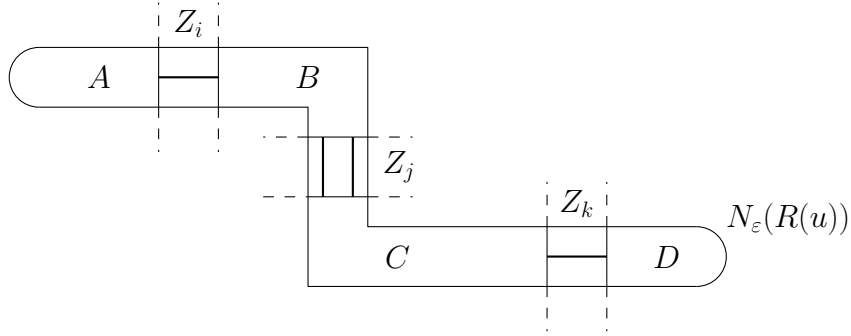 Z_i
A B
Z_j
Z_k
N_ε(R(u))
C D